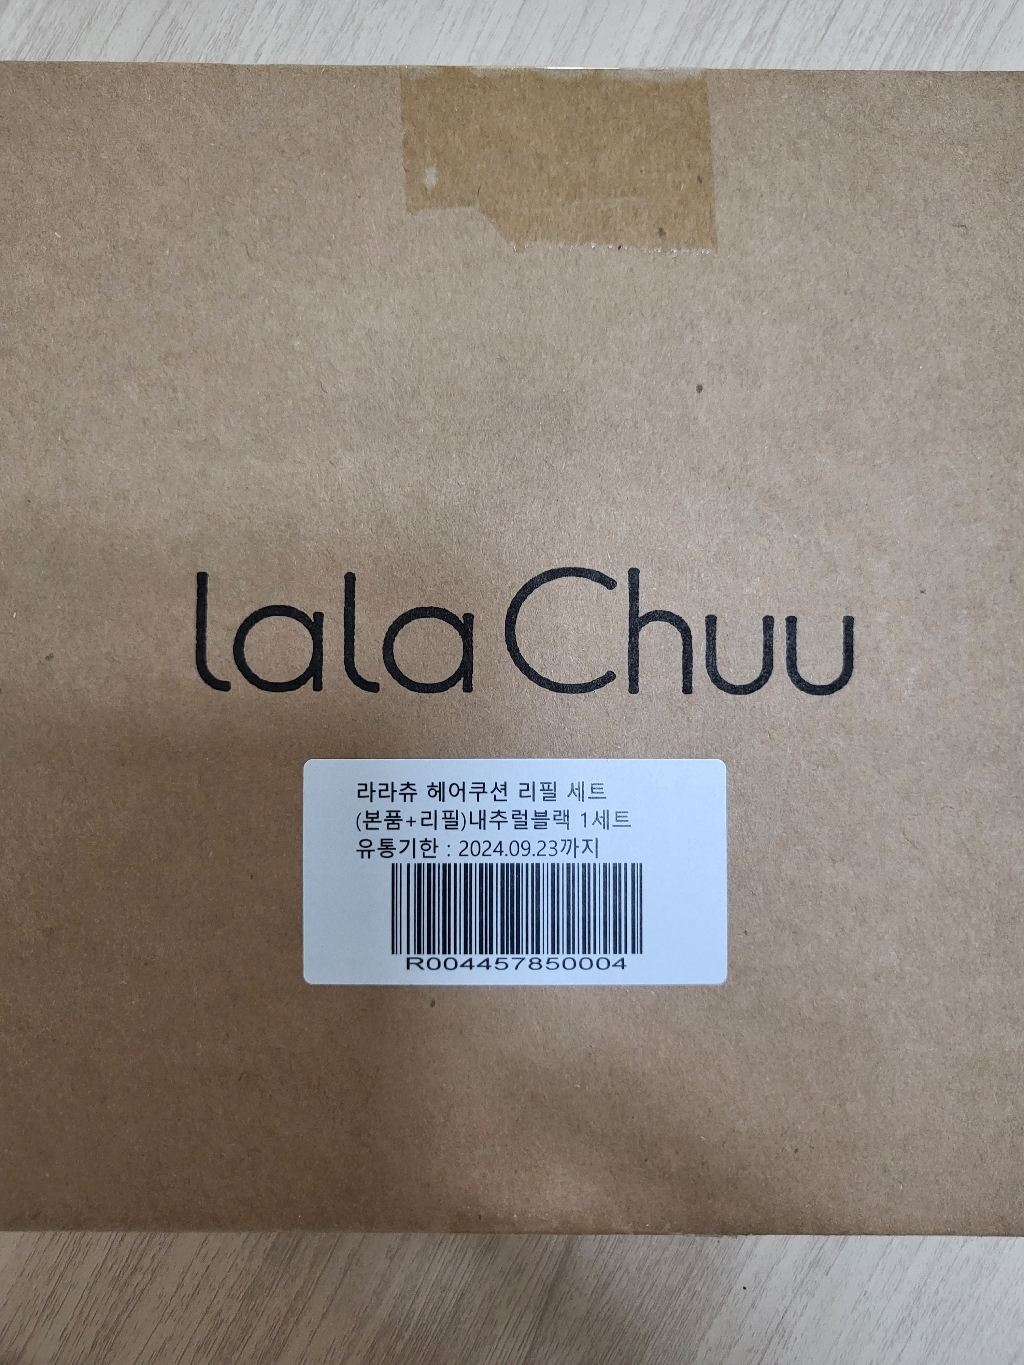 lala Chuu
라라츄 헤어쿠션 리필 세트
(본품+리필)내추럴블랙 1세트
유통기한 : 2024.09.23까지
R004457850004